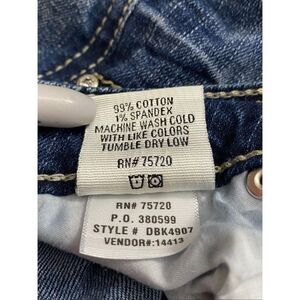 99% COTTON
1% SPANDEX
MACHINE WASH COLD
WITH LIKE COLORS
TUMBLE DRY LOW
RN# 75720
RN# 75720
P.O. 380599
STYLE # DBK4907
VENDOR#:14413